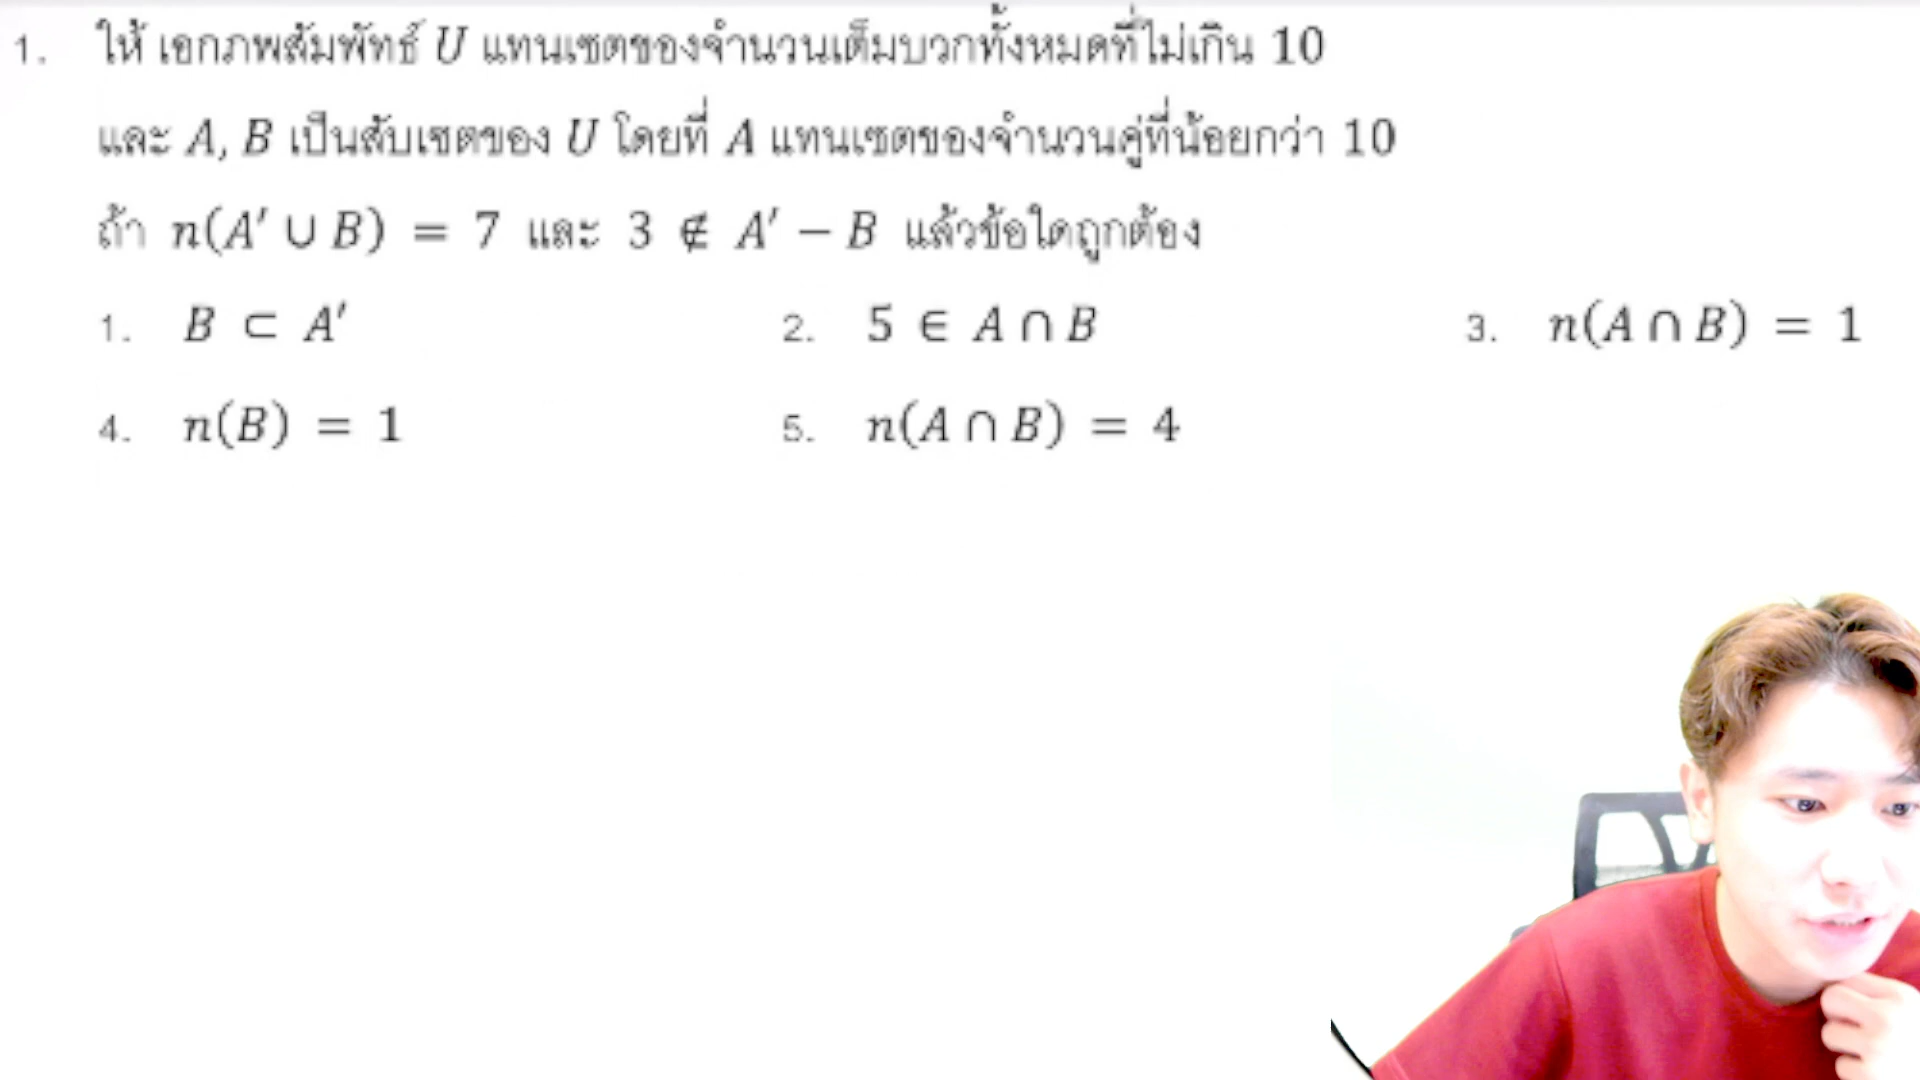 1. ให้ เอกภพสัมพัทธ์ U แทนเซตของจำนวนเต็มบวกทั้งหมดที่ไม่เกิน 10
และ A, B เป็นสับเซตของ U โดยที่ A แทนเซตของจำนวนคู่ที่น้อยกว่า 10
ถ้า n(A′ ∪ B) = 7 และ 3 ∉ A′ − B แล้วข้อใดถูกต้อง
1. B ⊂ A′ 2. 5 ∈ A ∩ B 3. n(A ∩ B) = 1
4. n(B) = 1 5. n(A ∩ B) = 4